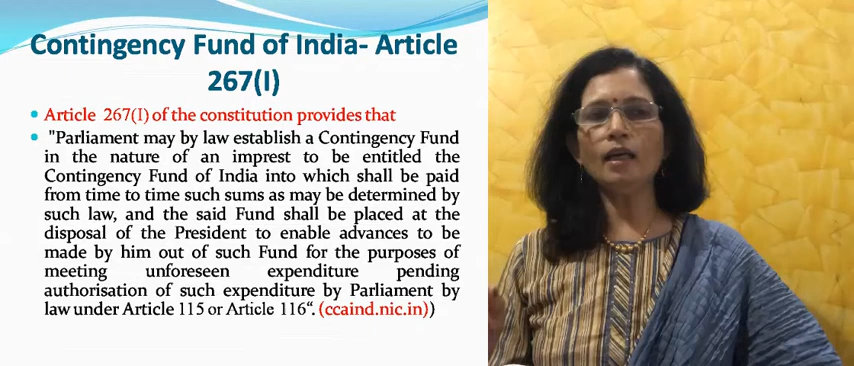 Contingency Fund of India- Article
267(I)
• Article 267(I) of the constitution provides that
• "Parliament may by law establish a Contingency Fund
in the nature of an imprest to be entitled the
Contingency Fund of India into which shall be paid
from time to time such sums as may be determined by
such law, and the said Fund shall be placed at the
disposal of the President to enable advances to be
made by him out of such Fund for the purposes of
meeting unforeseen expenditure pending
authorisation of such expenditure by Parliament by
law under Article 115 or Article 116“. (ccaind.nic.in))